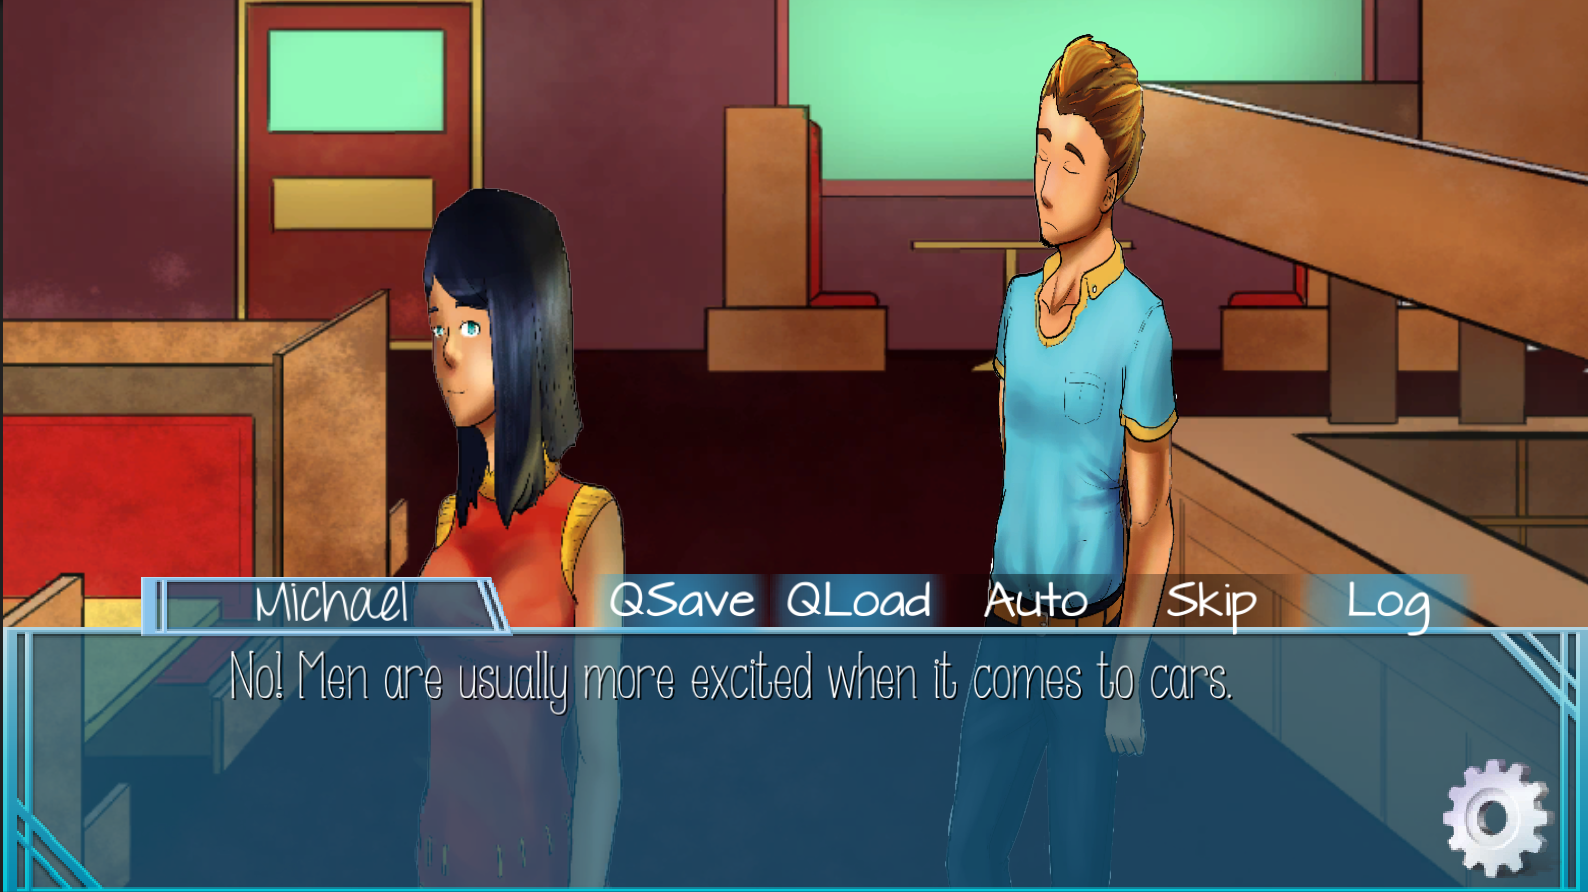 Michael
QSave QLoad Auto Skip Log
No! Men are usually more excited when it comes to cars.